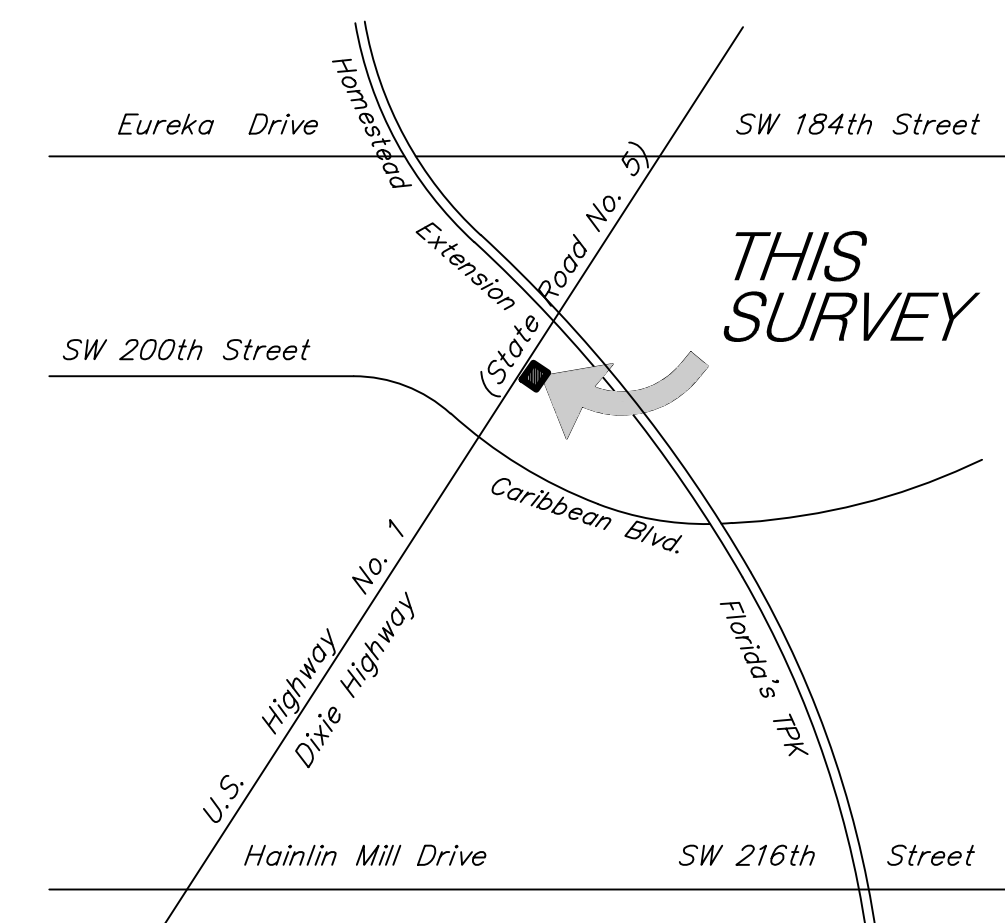 Homestead Extension
Eureka Drive
SW 184th Street
(State Road No. 5)
THIS
SURVEY
SW 200th Street
Caribbean Blvd.
U.S. Highway No. 1
Dixie Highway
Florida's TPK
Hainlin Mill Drive
SW 216th Street